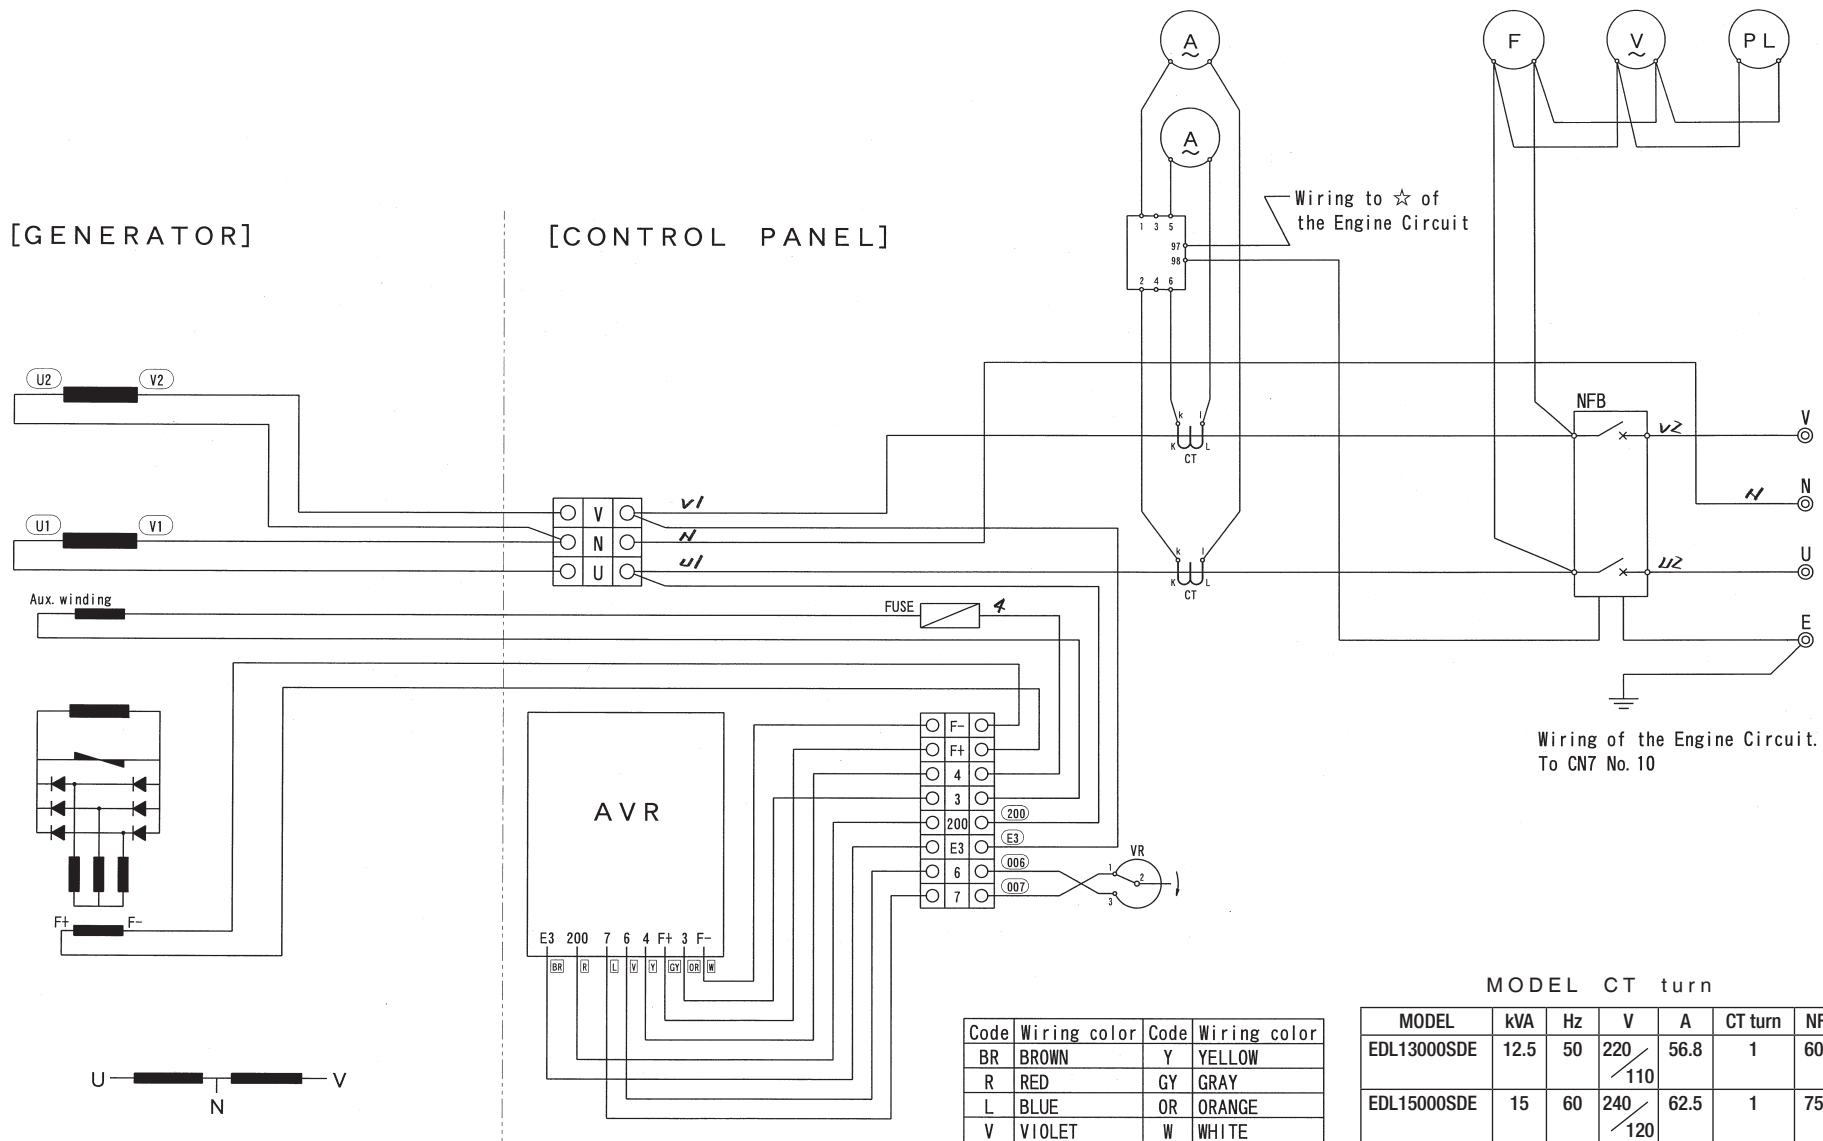 A
~
F
V
~
PL
A
~
Wiring to ☆ of
the Engine Circuit
[GENERATOR]
[CONTROL PANEL]
1 3 5
97
98
2 4 6
U2
V2
k l
K L
CT
NFB
V2
V
N
N
U1
V1
V
N
U
V1
N
U1
k l
K L
CT
U2
U
Aux. winding
FUSE
4
E
Wiring of the Engine Circuit.
To CN7 No. 10
AVR
F-
F+
4
3
200
200
E3
E3
6
006
7
007
VR
1
2
3
F+
F-
E3 200 7 6 4 F+ 3 F-
BR R L V Y GY OR W
U
V
N
Code Wiring color Code Wiring color
BR BROWN Y YELLOW
R RED GY GRAY
L BLUE OR ORANGE
V VIOLET W WHITE
MODEL CT turn
MODEL kVA Hz V A CT turn
EDL13000SDE 12.5 50 220/110 56.8 1 60
EDL15000SDE 15 60 240/120 62.5 1 75